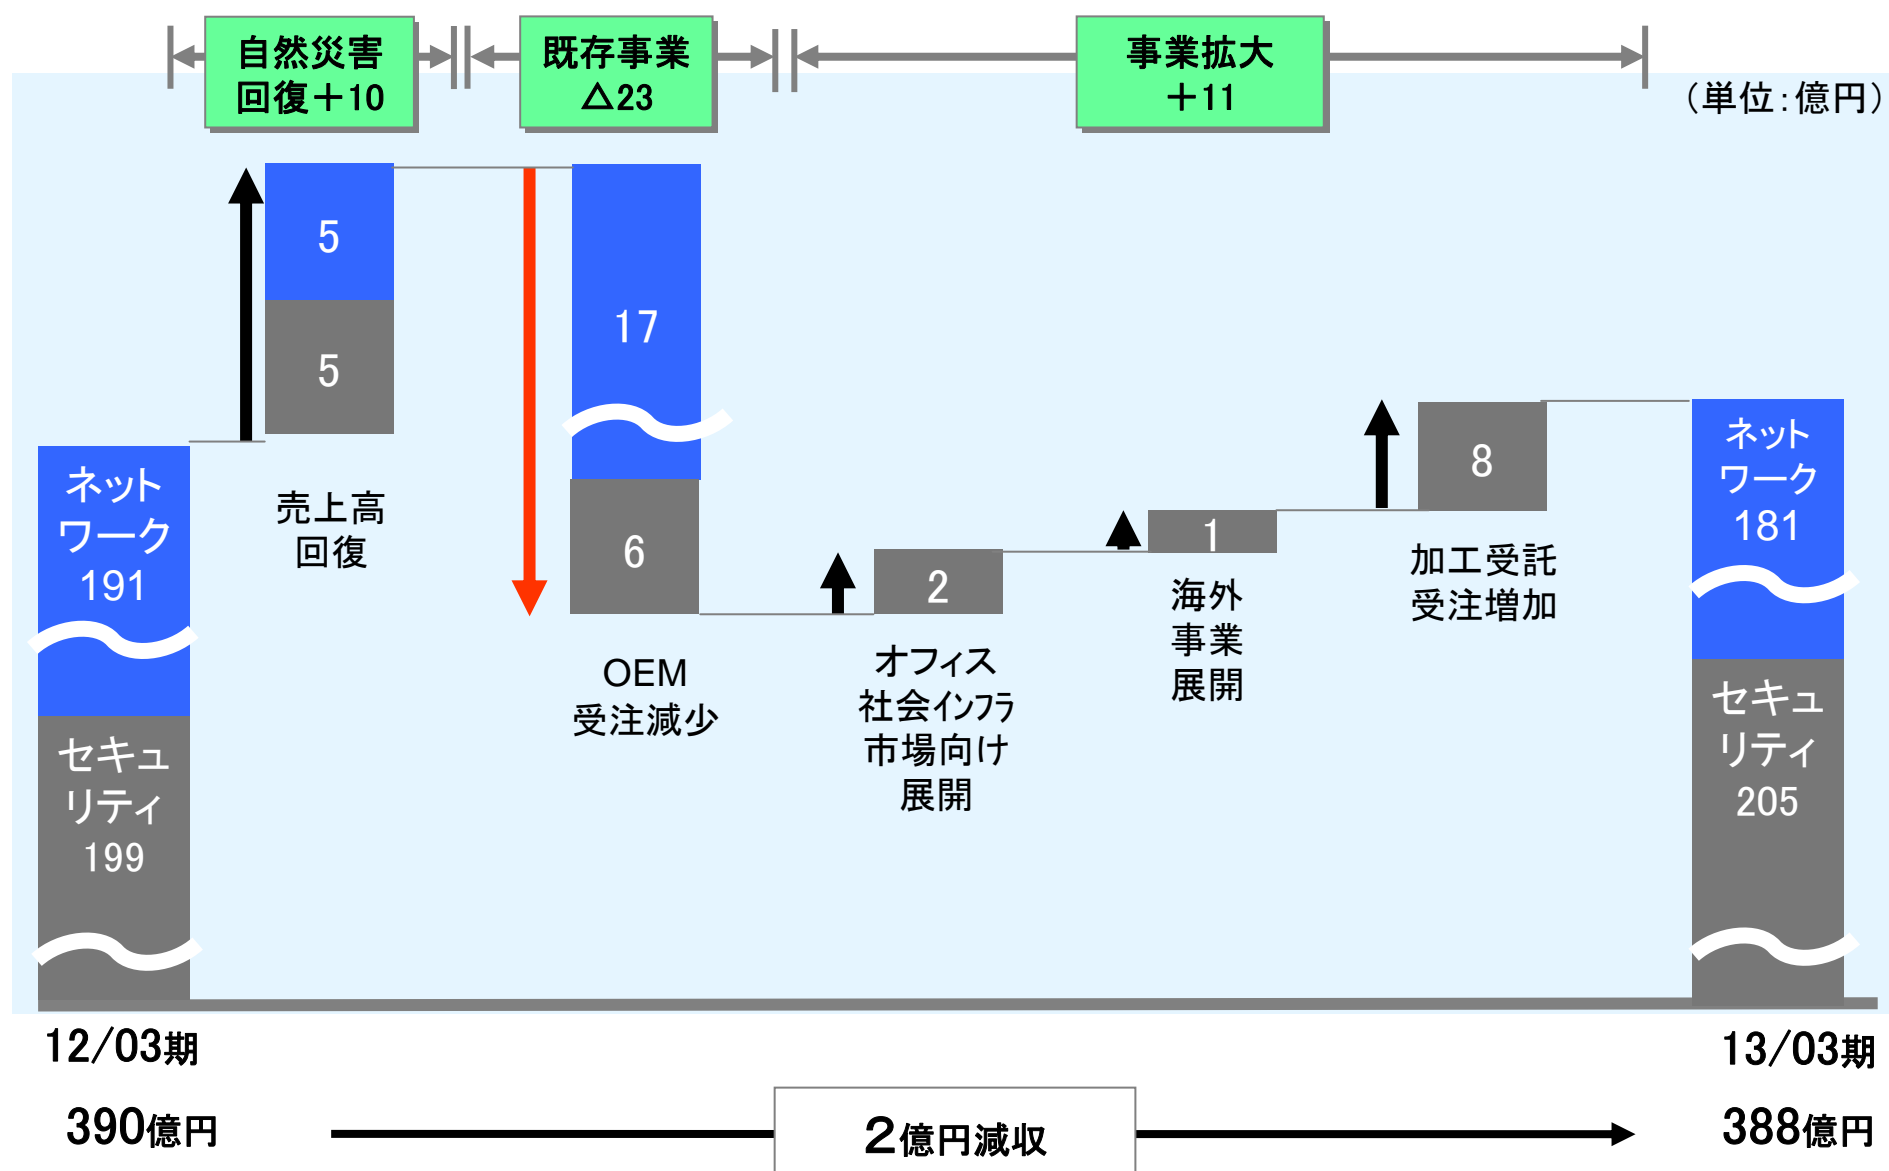 自然災害
回復＋10
既存事業
△23
事業拡大
＋11
（単位：億円）
5
5
売上高
回復
17
6
OEM
受注減少
2
オフィス
社会インフラ
市場向け
展開
1
海外
事業
展開
8
加工受託
受注増加
ネット
ワーク
191
セキュ
リティ
199
ネット
ワーク
181
セキュ
リティ
205
12/03期
13/03期
390億円
2億円減収
388億円